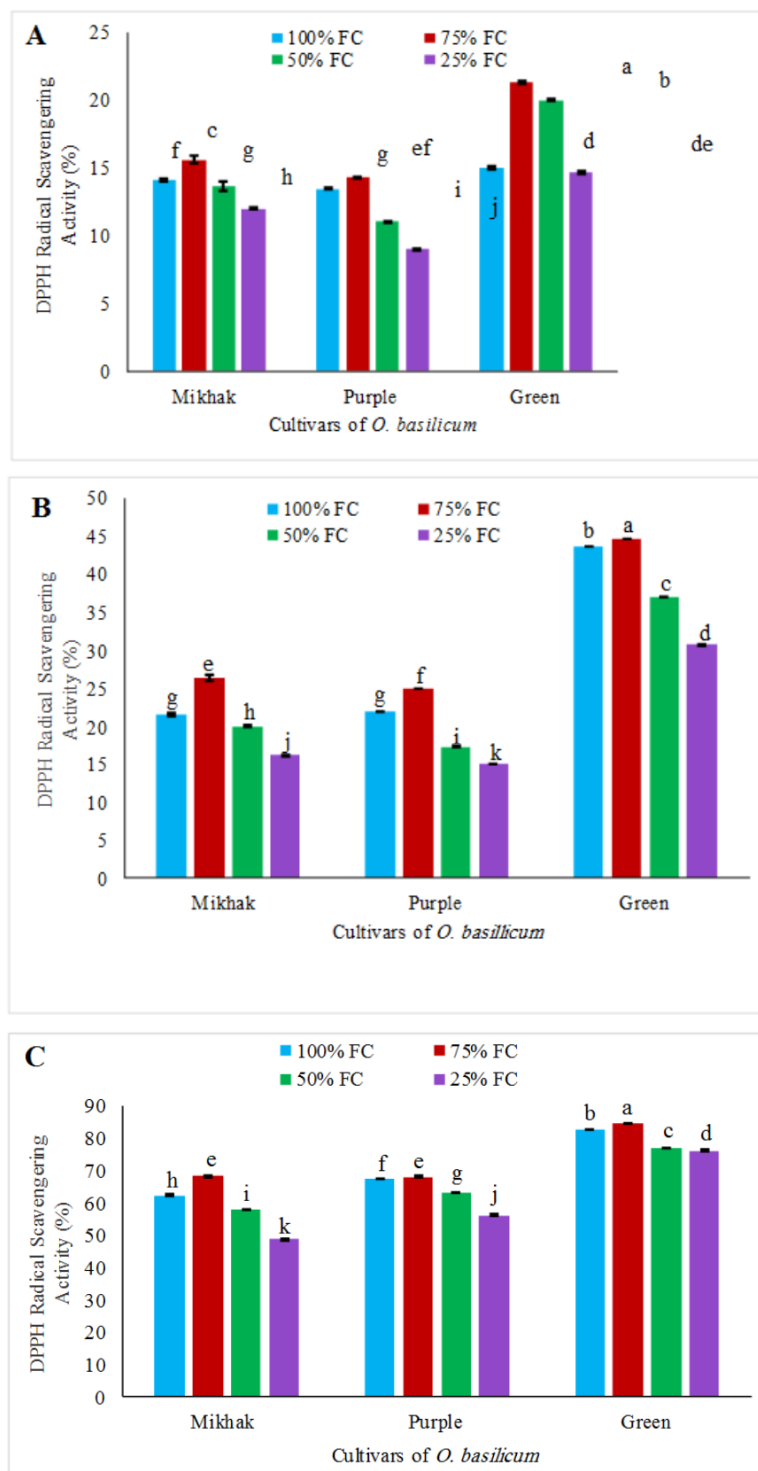 A
100% FC 75% FC
50% FC 25% FC
DPPH Radical Scavengering
Activity (%)
25
20
15
10
5
0
a b
f c g h g ef i j d de
Mikhak Purple Green
Cultivars of O. basilicum
B
100% FC 75% FC
50% FC 25% FC
DPPH Radical Scavengering
Activity (%)
50
45
40
35
30
25
20
15
10
5
0
g e h j g f i k b a c d
Mikhak Purple Green
Cultivars of O. basillicum
C
100% FC 75% FC
50% FC 25% FC
DPPH Radical Scavengering
Activity (%)
90
80
70
60
50
40
30
20
10
0
h e i k f e g j b a c d
Mikhak Purple Green
Cultivars of O. basilicum